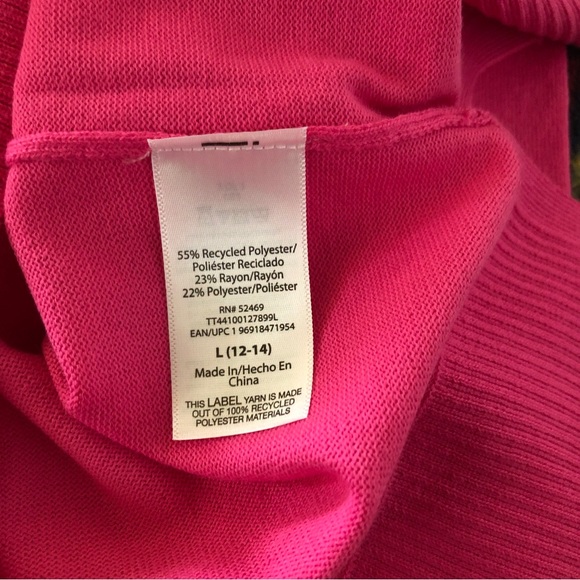 55% Recycled Polyester/
Poliéster Reciclado
23% Rayon/Rayón
22% Polyester/Poliéster
RN# 52469
TT44100127899L
EAN/UPC 1 96918471954
L (12-14)
Made In/Hecho En
China
THIS LABEL YARN IS MADE
OUT OF 100% RECYCLED
POLYESTER MATERIALS